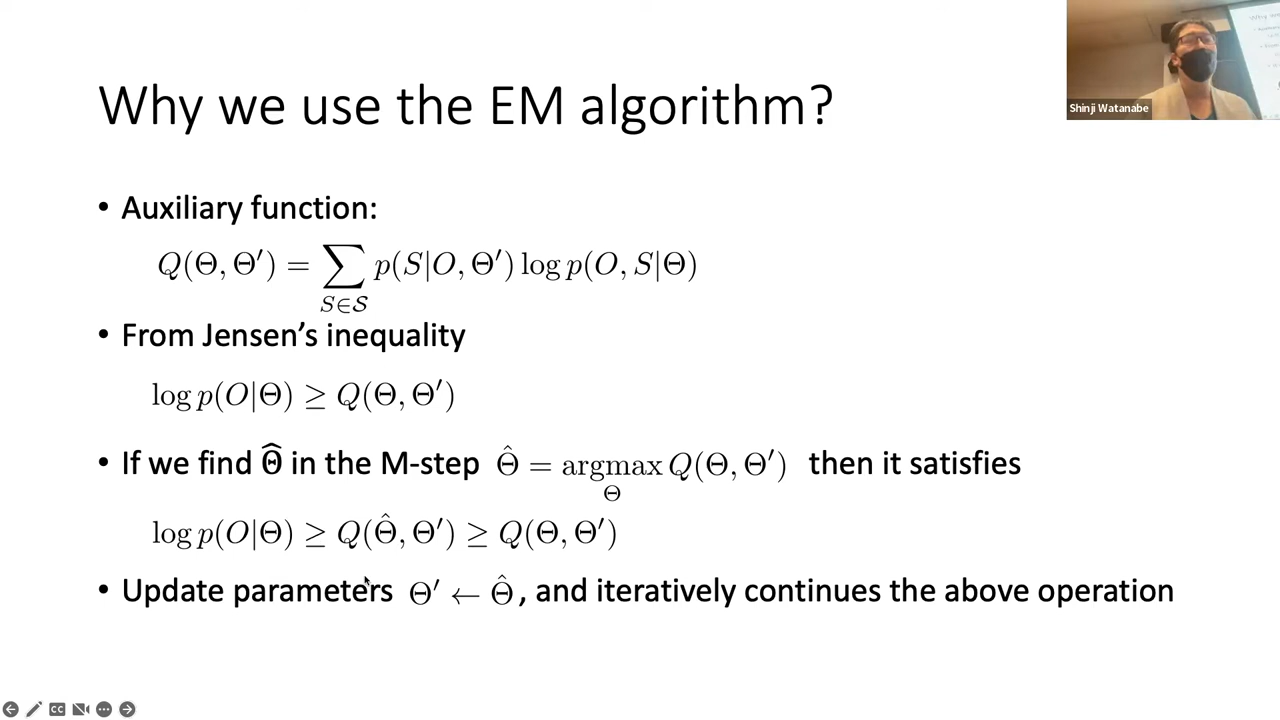 Why we use the EM algorithm?
Shinji Watanabe
• Auxiliary function:
Q(Θ, Θ′) = ∑_{S∈𝒮} p(S|O, Θ′) log p(O, S|Θ)
• From Jensen's inequality
log p(O|Θ) ≥ Q(Θ, Θ′)
• If we find Θ̂ in the M-step Θ̂ = argmax_Θ Q(Θ, Θ′) then it satisfies
log p(O|Θ) ≥ Q(Θ̂, Θ′) ≥ Q(Θ, Θ′)
• Update parameters Θ′ ← Θ̂, and iteratively continues the above operation
CC